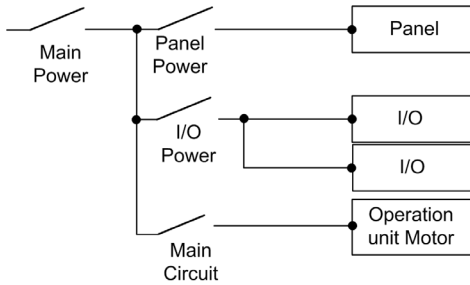 Main
Power
Panel
Power
Panel
I/O
Power
I/O
I/O
Main
Circuit
Operation
unit Motor